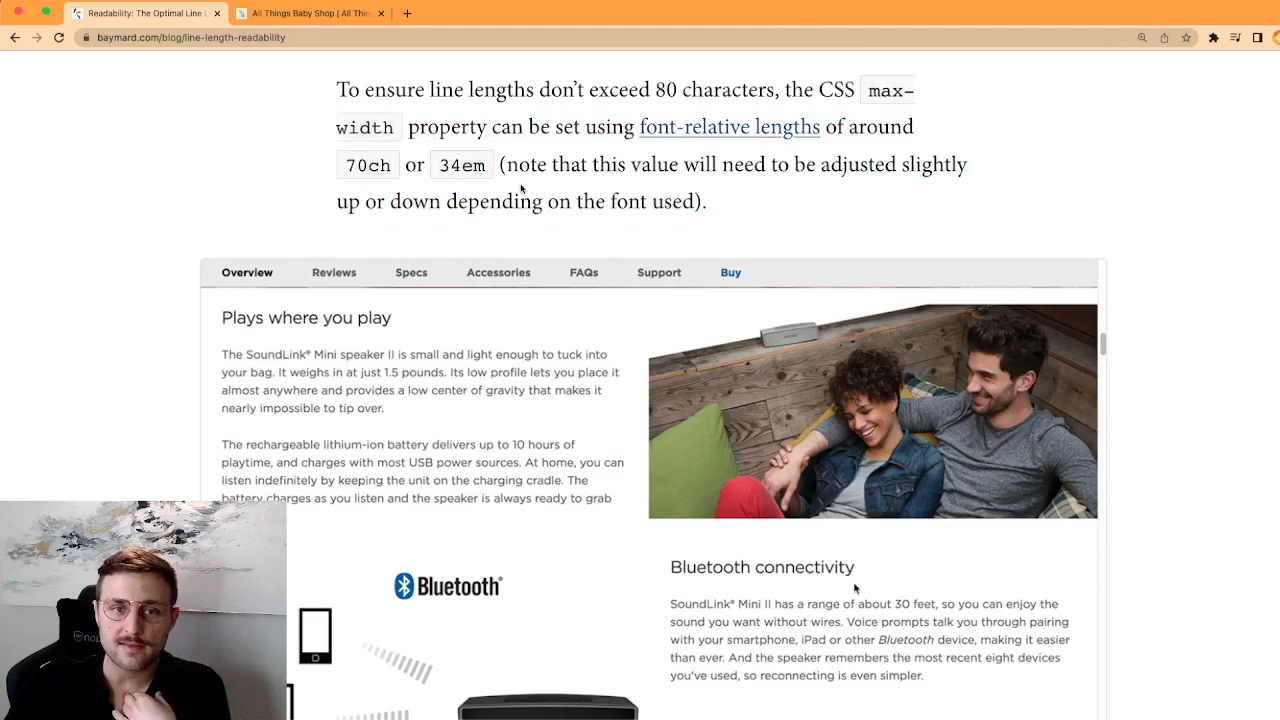 Readability: The Optimal Line
All Things Baby Shop | All Thin
baymard.com/blog/line-length-readability
To ensure line lengths don’t exceed 80 characters, the CSS max-
width property can be set using font-relative lengths of around
70ch or 34em (note that this value will need to be adjusted slightly
up or down depending on the font used).
Overview Reviews Specs Accessories FAQs Support Buy
Plays where you play
The SoundLink® Mini speaker II is small and light enough to tuck into
your bag. It weighs in at just 1.5 pounds. Its low profile lets you place it
almost anywhere and provides a low center of gravity that makes it
nearly impossible to tip over.
The rechargeable lithium-ion battery delivers up to 10 hours of
playtime, and charges with most USB power sources. At home, you can
listen indefinitely by keeping the unit on the charging cradle. The
battery charges as you listen and the speaker is always ready to grab
Bluetooth®
Bluetooth connectivity
SoundLink® Mini II has a range of about 30 feet, so you can enjoy the
sound you want without wires. Voice prompts talk you through pairing
with your smartphone, iPad or other Bluetooth device, making it easier
than ever. And the speaker remembers the most recent eight devices
you've used, so reconnecting is even simpler.